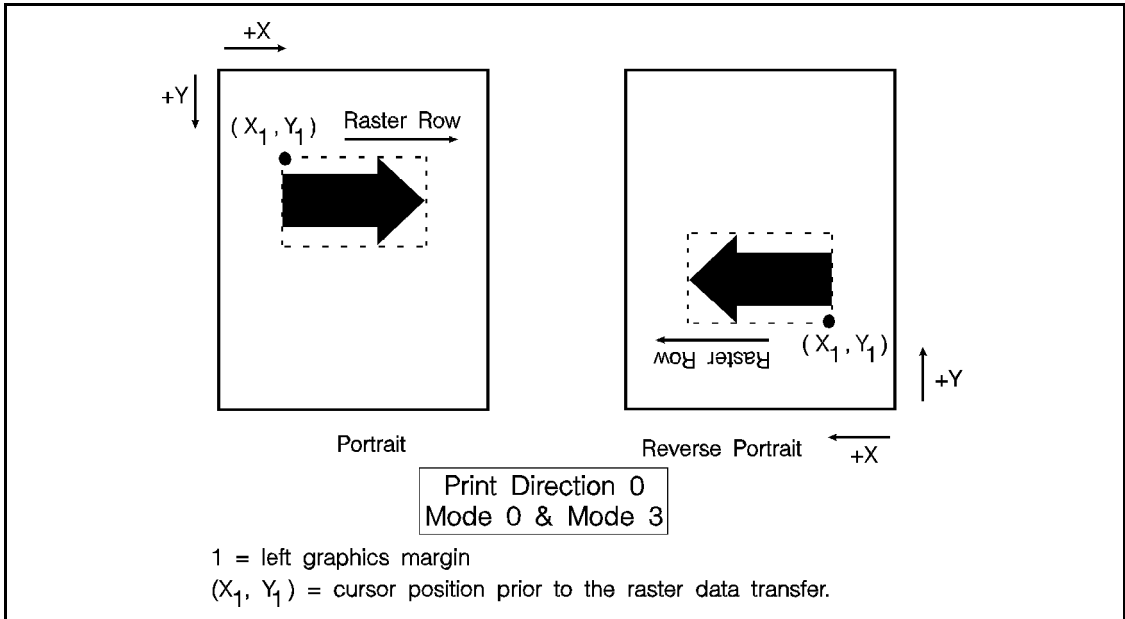 +X
+Y
(X1, Y1)
Raster Row
Portrait
Raster Row
(X1, Y1)
+Y
+X
Reverse Portrait
Print Direction 0
Mode 0 & Mode 3
1 = left graphics margin
(X1, Y1) = cursor position prior to the raster data transfer.